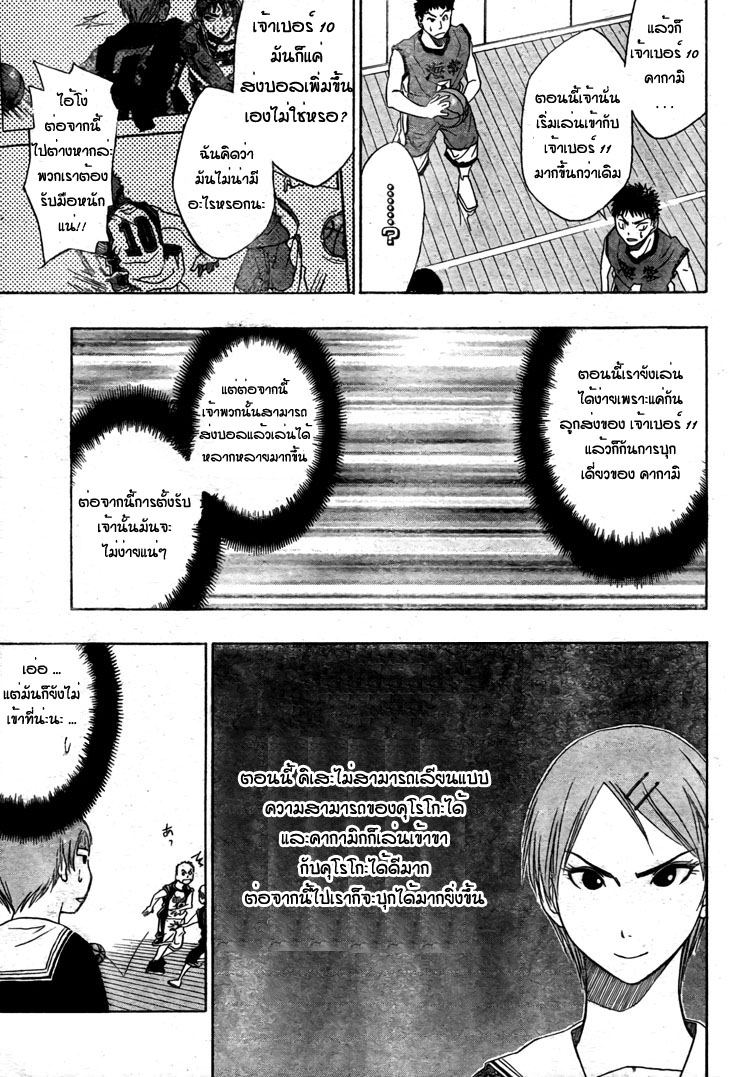 แล้วก็
เจ้าเบอร์ 10
คากามิ
...
ตอนนี้เจ้านั่น
เริ่มเล่นเข้ากับ
เจ้าเบอร์ 11
มากขึ้นกว่าเดิม
......?
海常
海常
เจ้าเบอร์ 10
มันก็แค่
ส่งบอลเพิ่มขึ้น
เองไม่ใช่หรอ?
ฉันคิดว่า
มันไม่น่ามี
อะไรหรอกนะ
ไอ้โง่
ต่อจากนี้
ไปต่างหากล่ะ
พวกเราต้อง
รับมือหนัก
แน่!!
10
ตอนนี้เรายังเล่น
ได้ง่ายเพราะแค่กัน
ลูกส่งของ เจ้าเบอร์ 11
แล้วก็กันการบุก
เดี่ยวของ คากามิ
แต่ต่อจากนี้
เจ้าพวกนั้นสามารถ
ส่งบอลแล้วเล่นได้
หลากหลายมากขึ้น
ต่อจากนี้การตั้งรับ
เจ้านั้นมันจะ
ไม่ง่ายแน่ๆ
ตอนนี้ คิเสะไม่สามารถเลียนแบบ
ความสามารถของคุโรโกะได้
และคากามิกก็เล่นเข้าขา
กับคุโรโกะได้ดีมาก
ต่อจากนี้ไปเราก็จะบุกได้มากยิ่งขึ้น
เอ่อ ...
แต่มันก็ยังไม่
เข้าที่น่ะนะ ...
あっ